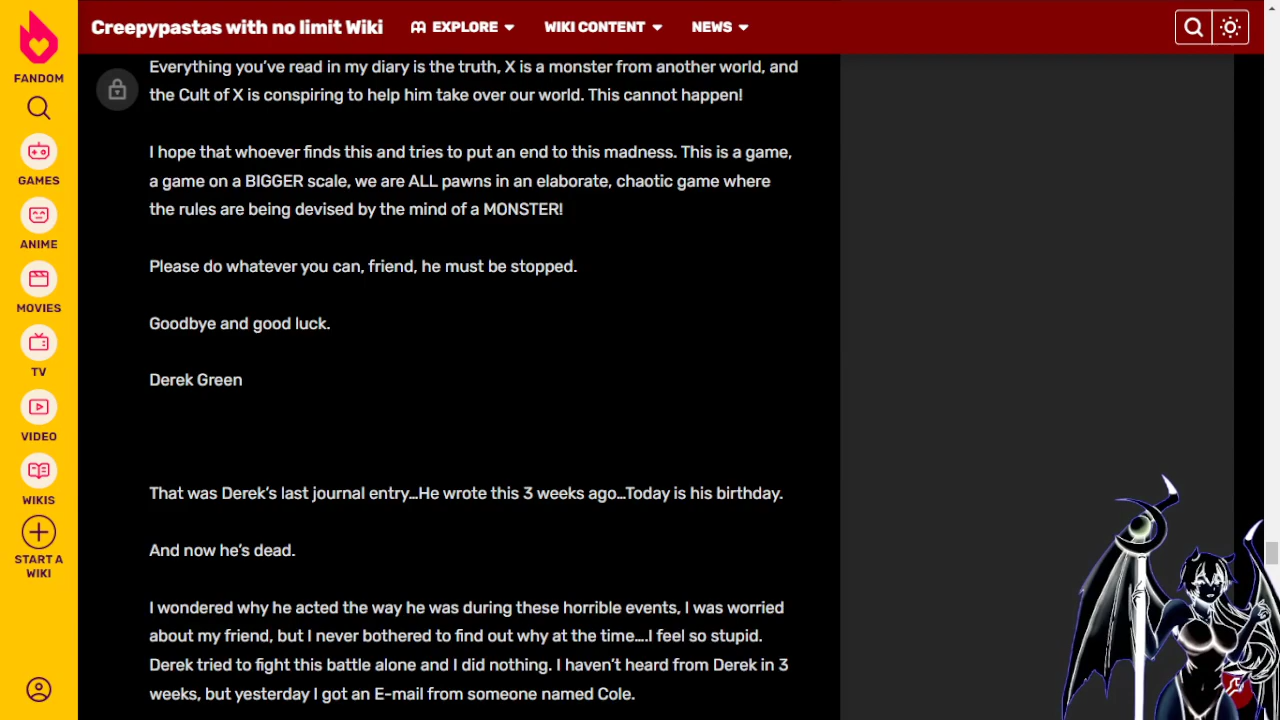 Creepypastas with no limit Wiki
EXPLORE
WIKI CONTENT
NEWS
FANDOM
GAMES
ANIME
MOVIES
TV
VIDEO
WIKIS
START A
WIKI
Everything you’ve read in my diary is the truth, X is a monster from another world, and
the Cult of X is conspiring to help him take over our world. This cannot happen!
I hope that whoever finds this and tries to put an end to this madness. This is a game,
a game on a BIGGER scale, we are ALL pawns in an elaborate, chaotic game where
the rules are being devised by the mind of a MONSTER!
Please do whatever you can, friend, he must be stopped.
Goodbye and good luck.
Derek Green
That was Derek’s last journal entry…He wrote this 3 weeks ago…Today is his birthday.
And now he’s dead.
I wondered why he acted the way he was during these horrible events, I was worried
about my friend, but I never bothered to find out why at the time….I feel so stupid.
Derek tried to fight this battle alone and I did nothing. I haven’t heard from Derek in 3
weeks, but yesterday I got an E-mail from someone named Cole.